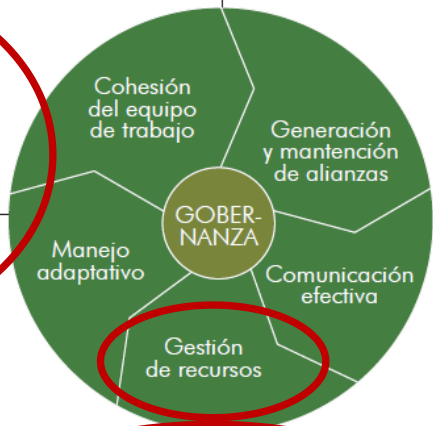 Cohesión
del equipo
de trabajo
Generación
y mantención
de alianzas
GOBER-
NANZA
Manejo
adaptativo
Comunicación
efectiva
Gestión
de recursos